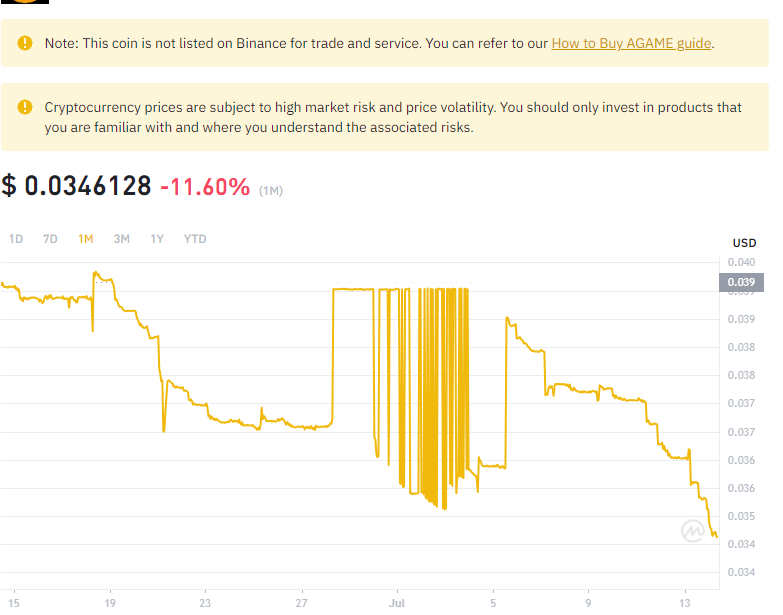 Note: This coin is not listed on Binance for trade and service. You can refer to our How to Buy AGAME guide.
Cryptocurrency prices are subject to high market risk and price volatility. You should only invest in products that
you are familiar with and where you understand the associated risks.
$ 0.0346128 -11.60% (1M)
1D 7D 1M 3M 1Y YTD
USD
0.040
0.039
0.039
0.038
0.038
0.037
0.037
0.036
0.036
0.035
0.034
0.034
15 19 23 27 Jul 5 9 13